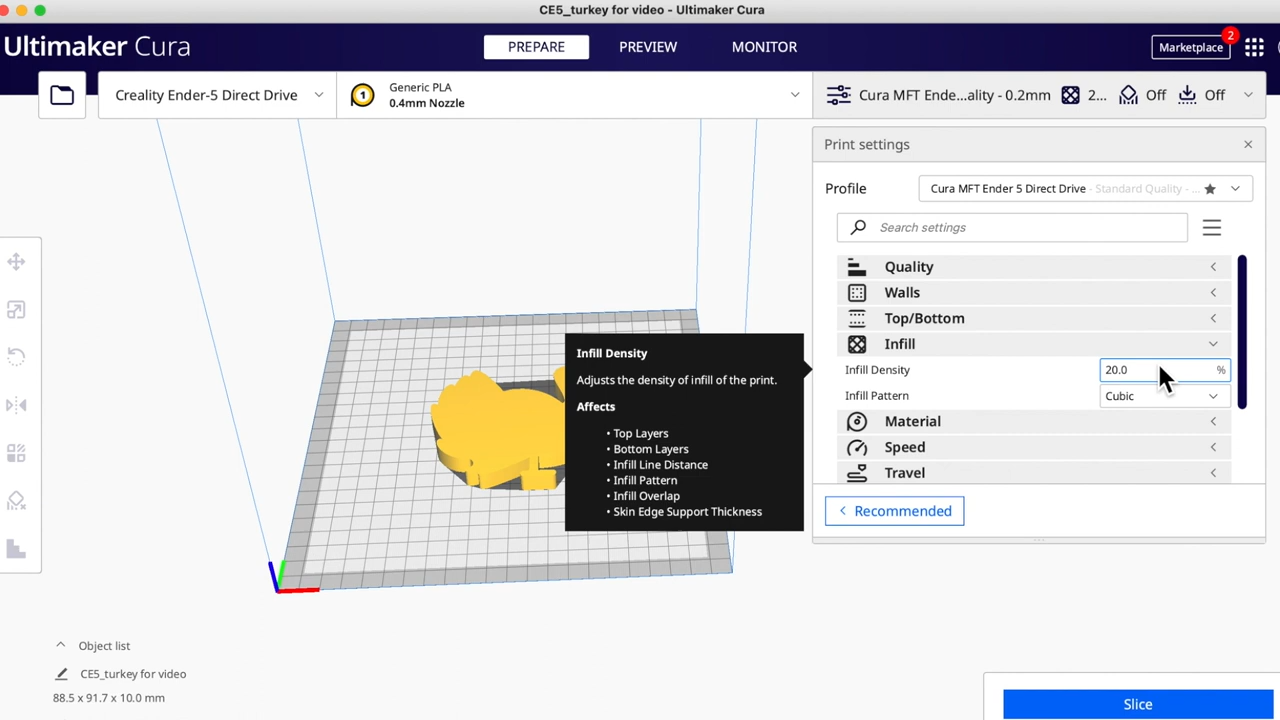 CE5_turkey for video - Ultimaker Cura
Ultimaker Cura
PREPARE
PREVIEW
MONITOR
Marketplace
2
Creality Ender-5 Direct Drive
1
Generic PLA
0.4mm Nozzle
Cura MFT Ende...ality - 0.2mm
2...
Off
Off
Print settings
Profile
Cura MFT Ender 5 Direct Drive - Standard Quality - ...
Search settings
Quality
Walls
Top/Bottom
Infill
Infill Density
20.0 %
Infill Pattern
Cubic
Material
Speed
Travel
Recommended
Infill Density
Adjusts the density of infill of the print.
Affects
• Top Layers
• Bottom Layers
• Infill Line Distance
• Infill Pattern
• Infill Overlap
• Skin Edge Support Thickness
Object list
CE5_turkey for video
88.5 x 91.7 x 10.0 mm
Slice